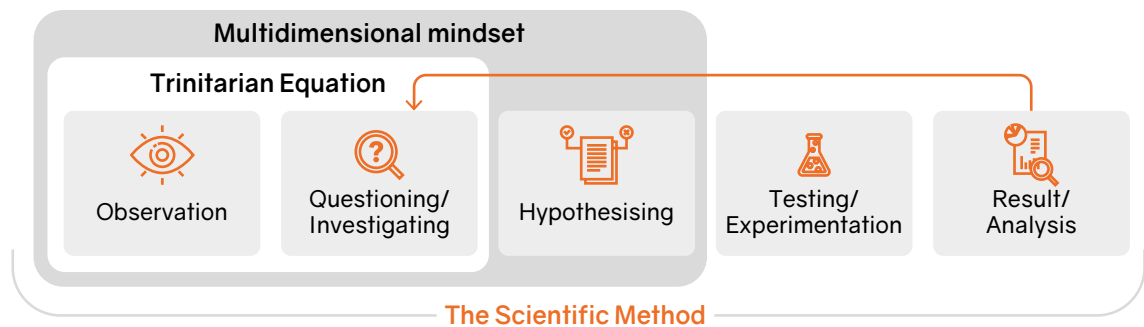 Multidimensional mindset
Trinitarian Equation
Observation
Questioning/
Investigating
?
Hypothesising
Testing/
Experimentation
Result/
Analysis
The Scientific Method